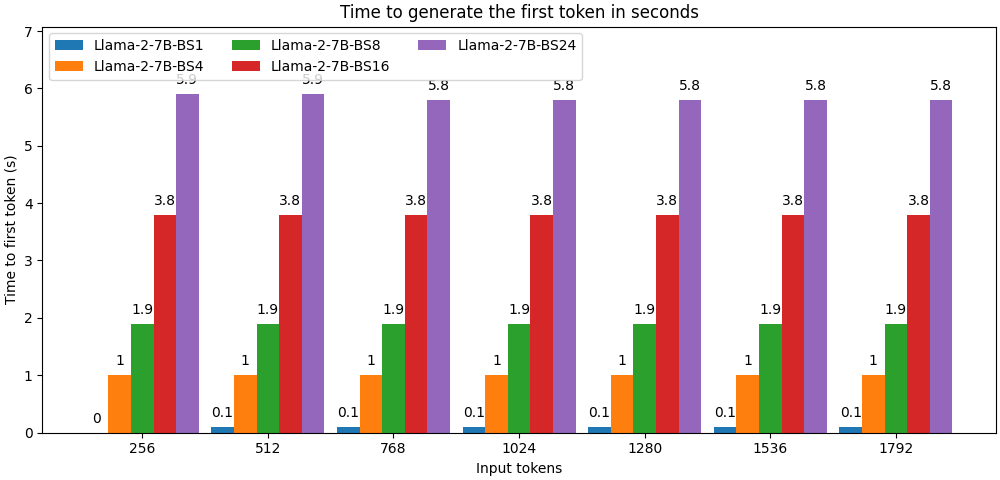 Time to generate the first token in seconds
Llama-2-7B-BS1
Llama-2-7B-BS4
Llama-2-7B-BS8
Llama-2-7B-BS16
Llama-2-7B-BS24
Time to first token (s)
7
6
5
4
3
2
1
0
0 1 1.9 3.8 5.9
0.1 1 1.9 3.8 5.9
0.1 1 1.9 3.8 5.8
0.1 1 1.9 3.8 5.8
0.1 1 1.9 3.8 5.8
0.1 1 1.9 3.8 5.8
0.1 1 1.9 3.8 5.8
256 512 768 1024 1280 1536 1792
Input tokens